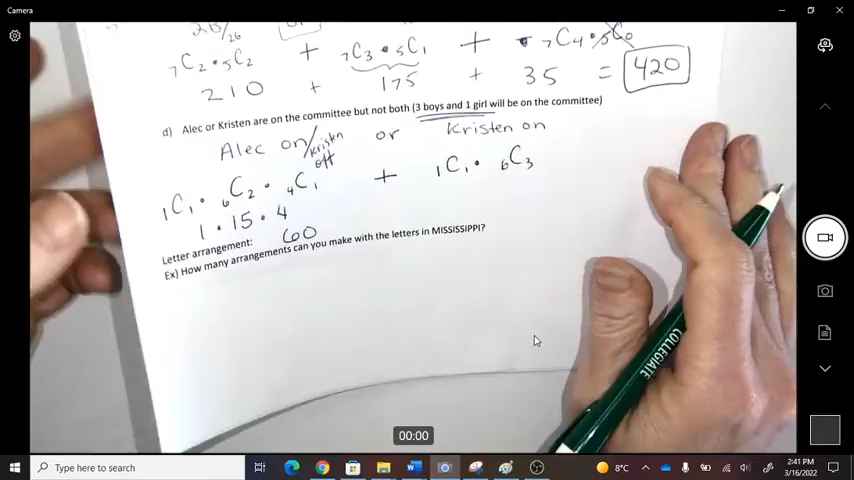 Camera
₇C₂·₅C₂ + ₇C₃·₅C₁ + ₇C₄·₅C₀
210 + 175 + 35 = 420
d) Alec or Kristen are on the committee but not both (3 boys and 1 girl will be on the committee)
Alec on/Kristn off or Kristen on
₁C₁· ₆C₂· ₄C₁ + ₁C₁· ₆C₃
1·15·4
60
Letter arrangement:
Ex) How many arrangements can you make with the letters in MISSISSIPPI?
COLLEGIATE
00:00
Type here to search
8°C
2:41 PM
3/16/2022